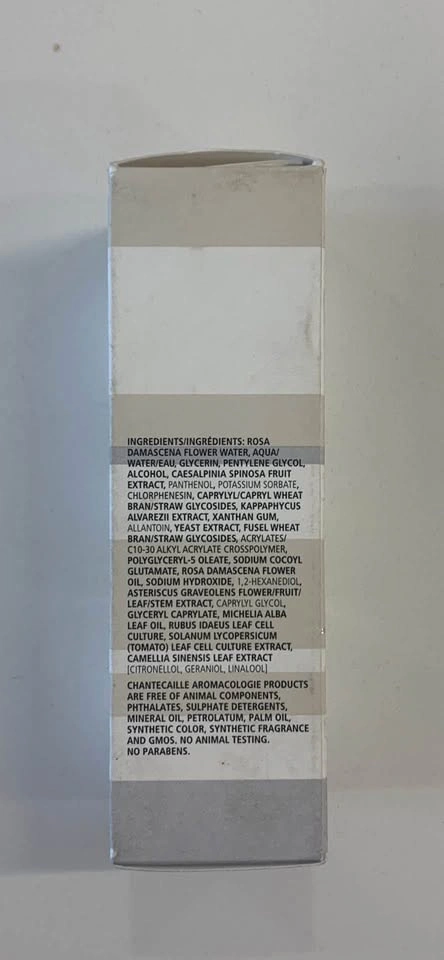 INGREDIENTS/INGRÉDIENTS: ROSA
DAMASCENA FLOWER WATER, AQUA/
WATER/EAU, GLYCERIN, PENTYLENE GLYCOL,
ALCOHOL, CAESALPINIA SPINOSA FRUIT
EXTRACT, PANTHENOL, POTASSIUM SORBATE,
CHLORPHENESIN, CAPRYLYL/CAPRYL WHEAT
BRAN/STRAW GLYCOSIDES, KAPPAPHYCUS
ALVAREZII EXTRACT, XANTHAN GUM,
ALLANTOIN, YEAST EXTRACT, FUSEL WHEAT
BRAN/STRAW GLYCOSIDES, ACRYLATES/
C10-30 ALKYL ACRYLATE CROSSPOLYMER,
POLYGLYCERYL-5 OLEATE, SODIUM COCOYL
GLUTAMATE, ROSA DAMASCENA FLOWER
OIL, SODIUM HYDROXIDE, 1,2-HEXANEDIOL,
ASTERISCUS GRAVEOLENS FLOWER/FRUIT/
LEAF/STEM EXTRACT, CAPRYLYL GLYCOL,
GLYCERYL CAPRYLATE, MICHELIA ALBA
LEAF OIL, RUBUS IDAEUS LEAF CELL
CULTURE, SOLANUM LYCOPERSICUM
(TOMATO) LEAF CELL CULTURE EXTRACT,
CAMELLIA SINENSIS LEAF EXTRACT
[CITRONELLOL, GERANIOL, LINALOOL]
CHANTECAILLE AROMACOLOGIE PRODUCTS
ARE FREE OF ANIMAL COMPONENTS,
PHTHALATES, SULPHATE DETERGENTS,
MINERAL OIL, PETROLATUM, PALM OIL,
SYNTHETIC COLOR, SYNTHETIC FRAGRANCE
AND GMOS. NO ANIMAL TESTING.
NO PARABENS.